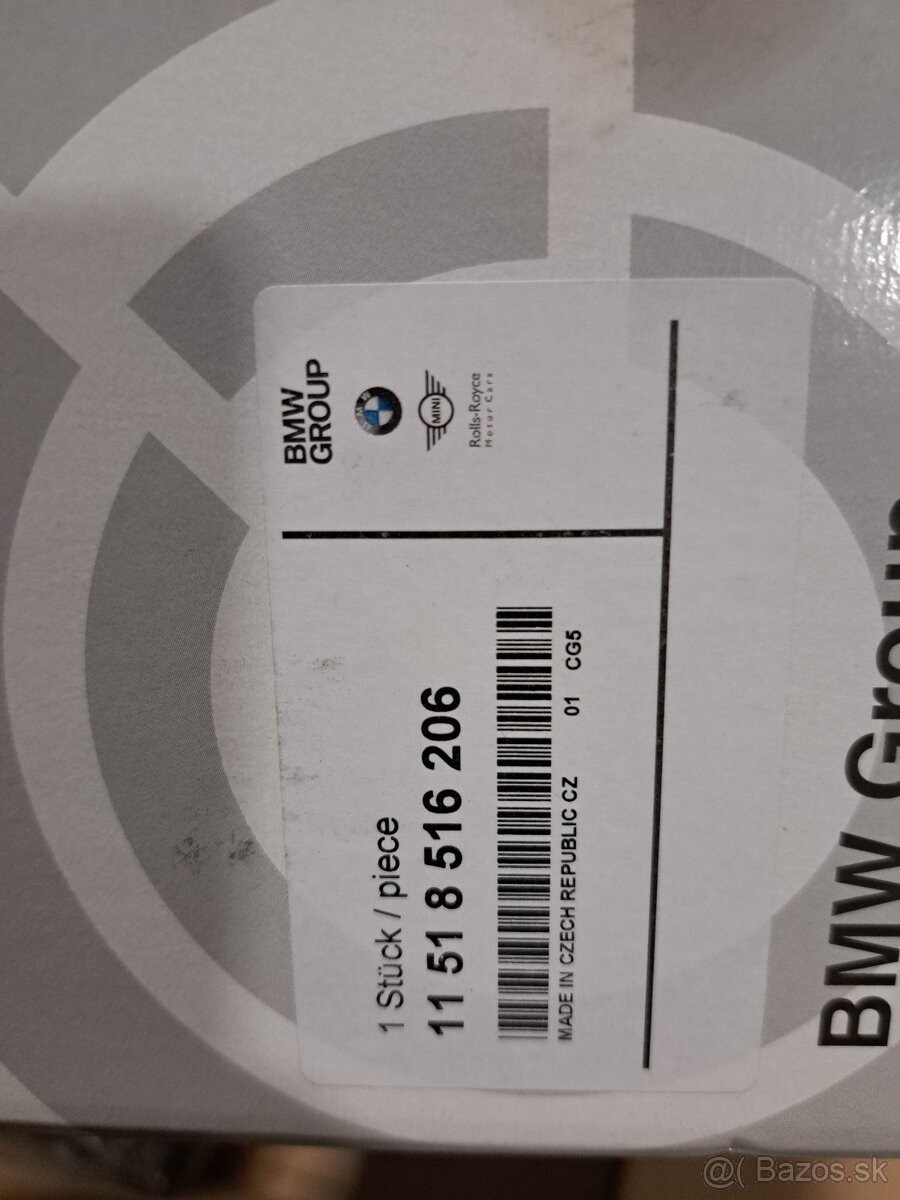 BMW
GROUP
MINI
Rolls-Royce
Motor Cars
1 Stück / piece
11 51 8 516 206
MADE IN CZECH REPUBLIC CZ 01 CG5
BMW Group
@( Bazos.sk